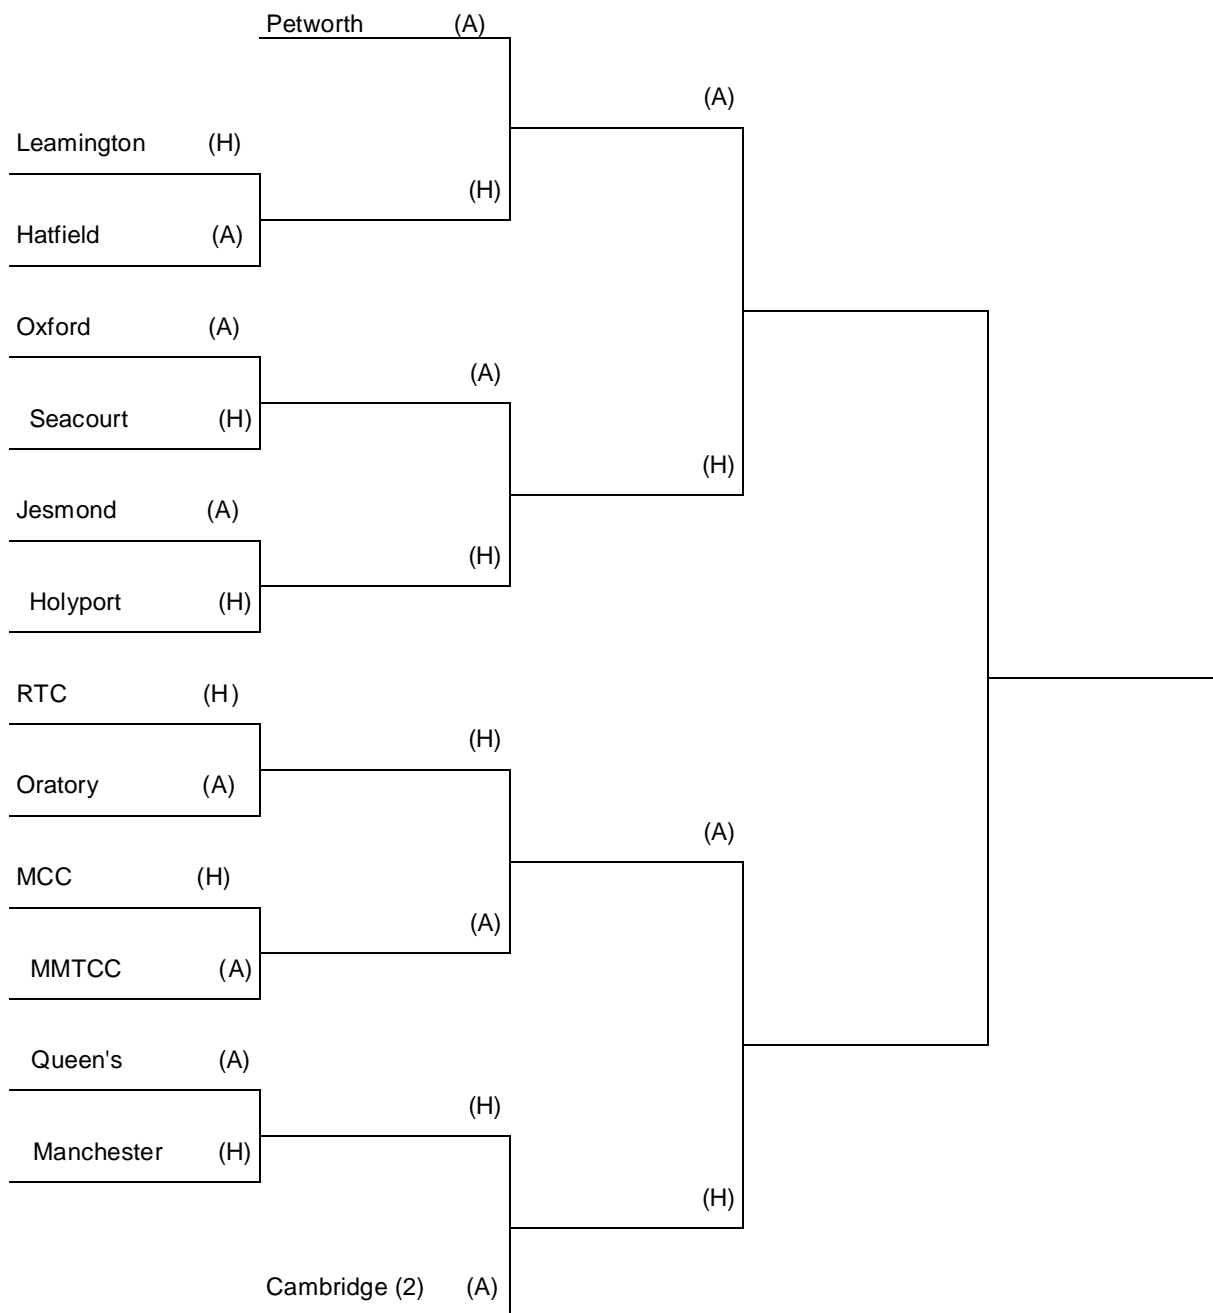 Petworth (A)
(A)
Leamington (H)
(H)
Hatfield (A)
Oxford (A)
(A)
Seacourt (H)
(H)
Jesmond (A)
(H)
Holyport (H)
RTC (H)
(H)
Oratory (A)
(A)
MCC (H)
(A)
MMTCC (A)
Queen's (A)
(H)
Manchester (H)
(H)
Cambridge (2) (A)